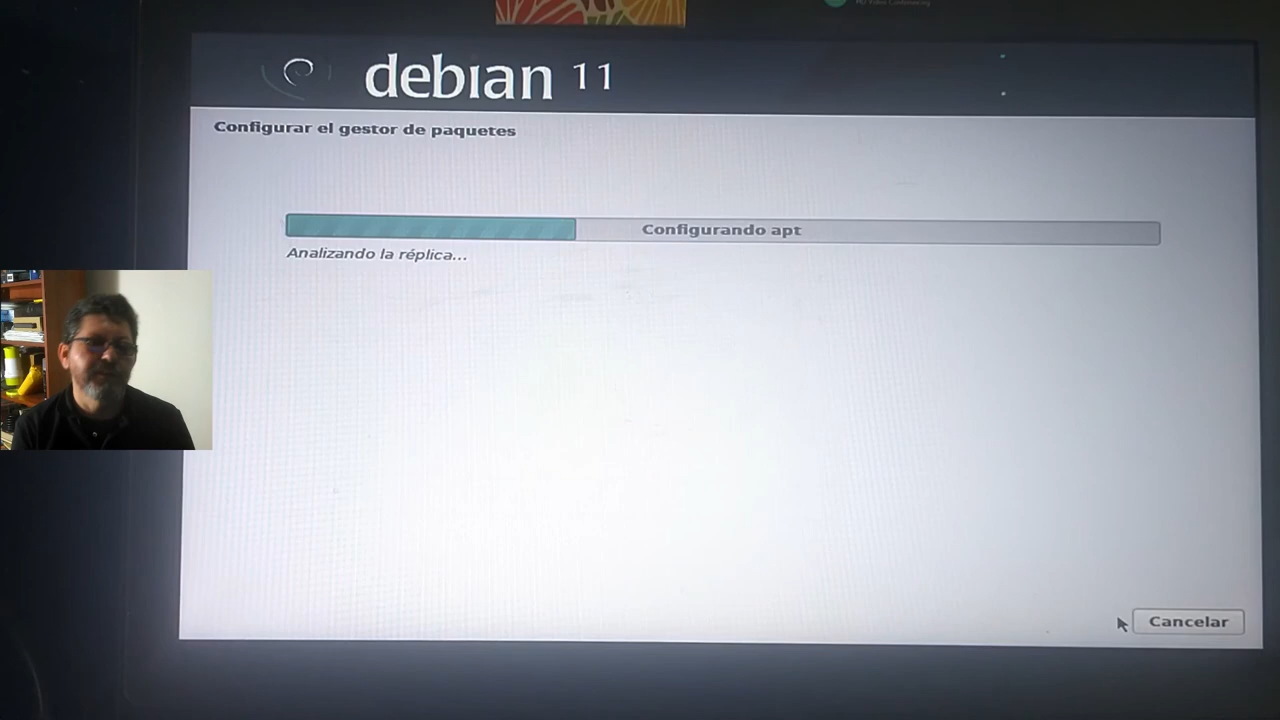 debian 11
Configurar el gestor de paquetes
Configurando apt
Analizando la réplica...
Cancelar